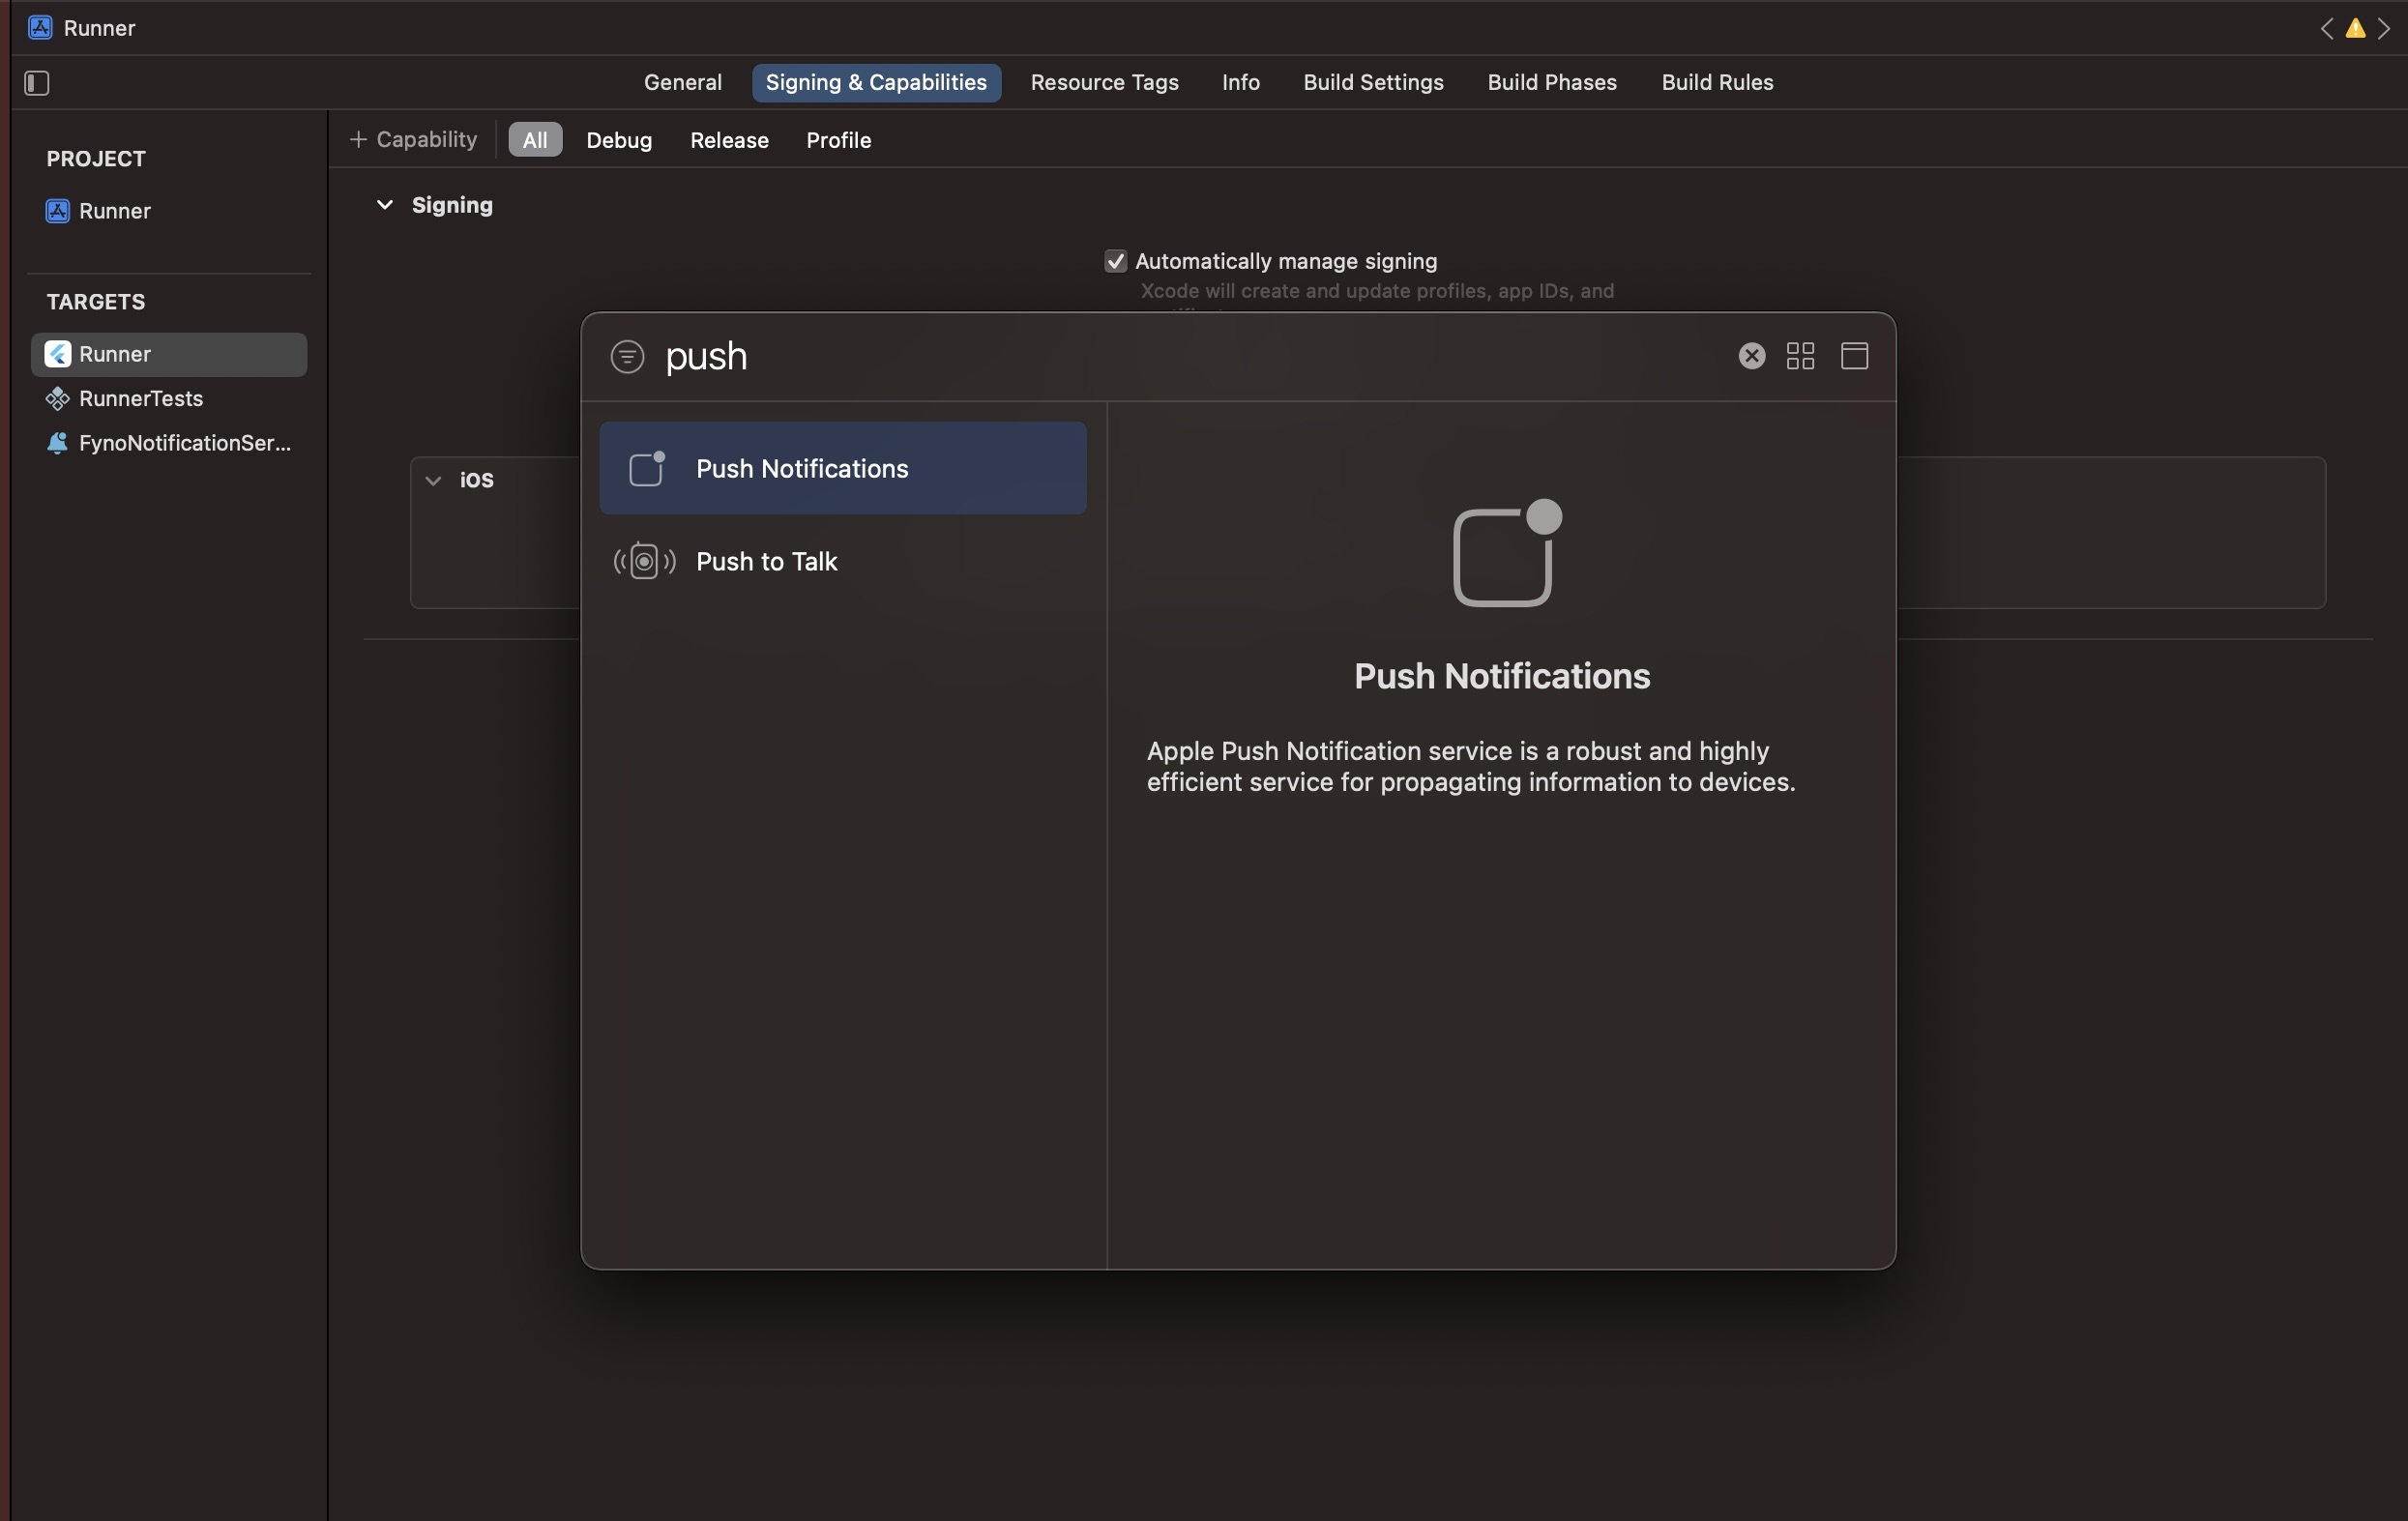 Runner
General Signing & Capabilities Resource Tags Info Build Settings Build Phases Build Rules
+ Capability All Debug Release Profile
PROJECT
Runner
TARGETS
Runner
RunnerTests
FynoNotificationSer...
Signing
Automatically manage signing
Xcode will create and update profiles, app IDs, and
iOS
push
Push Notifications
Push to Talk
Push Notifications
Apple Push Notification service is a robust and highly
efficient service for propagating information to devices.